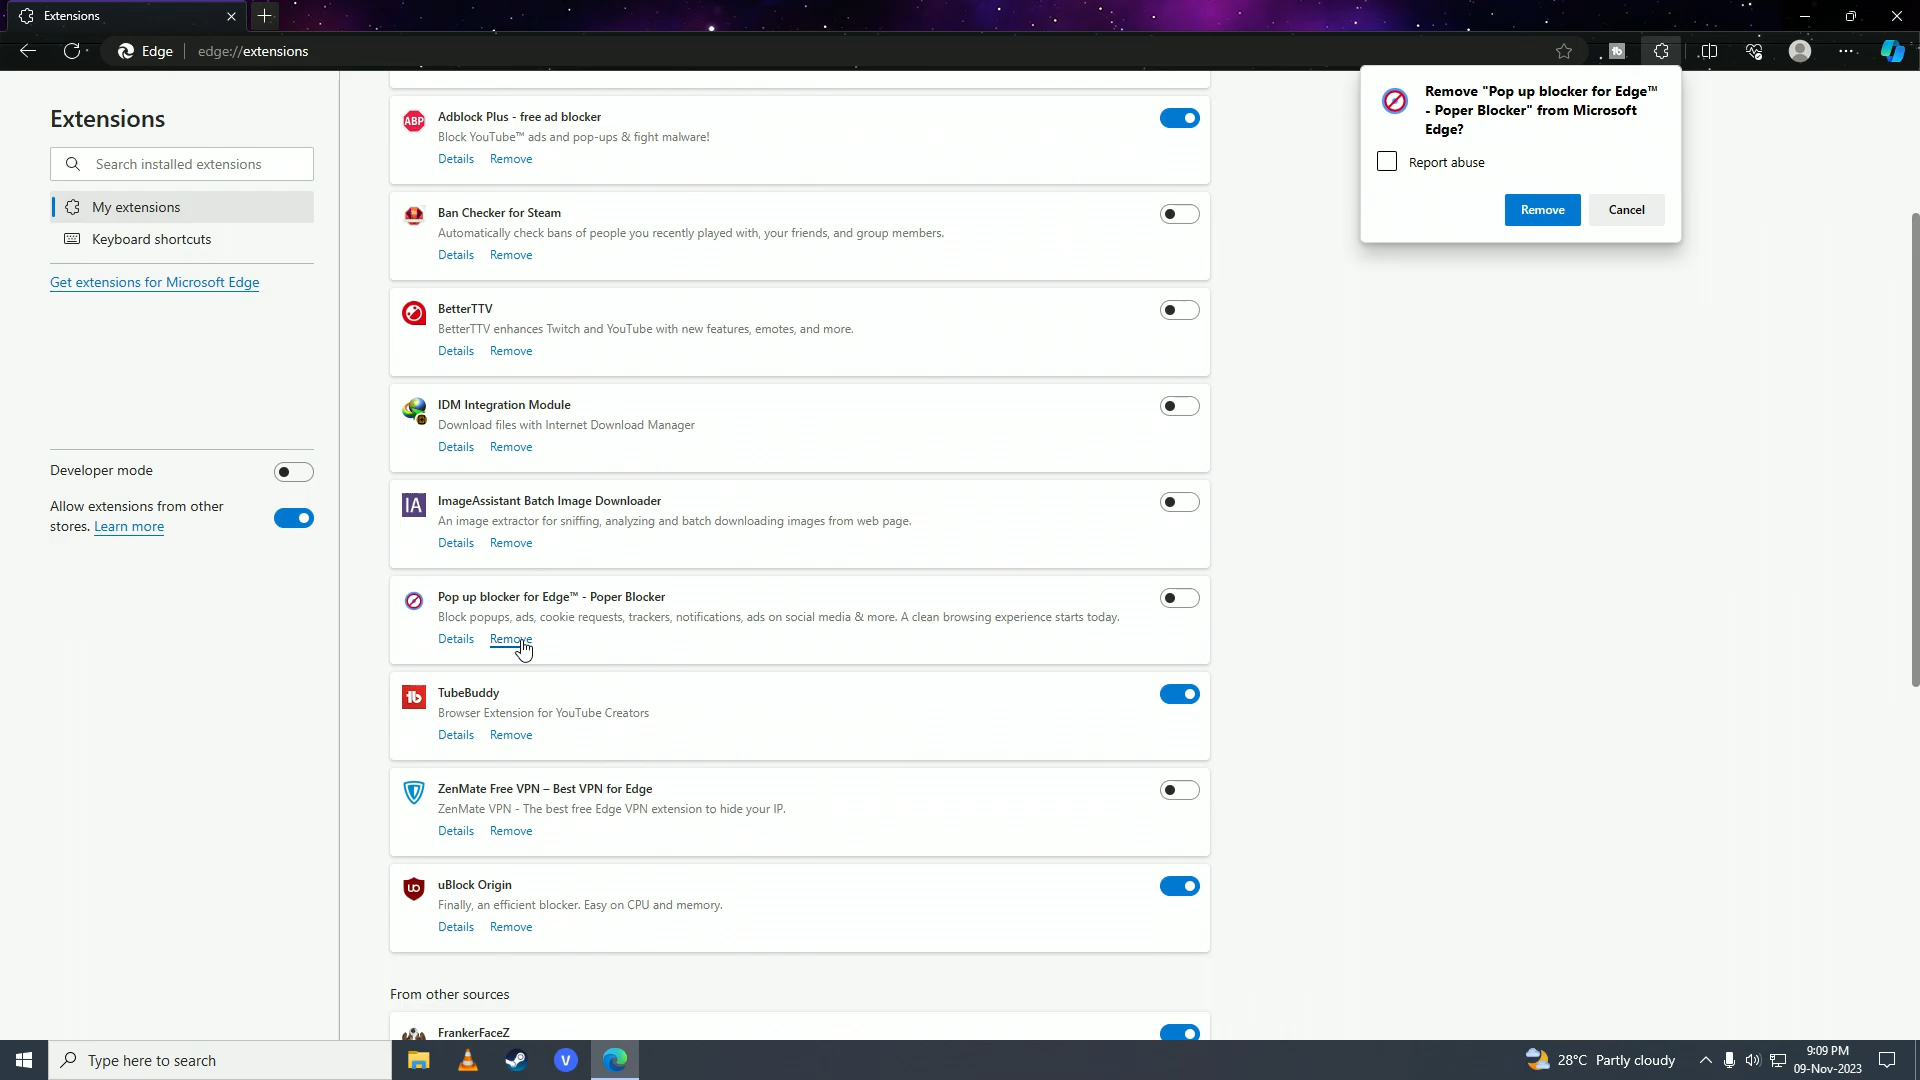 Extensions
Edge
edge://extensions
Extensions
Search installed extensions
My extensions
Keyboard shortcuts
Get extensions for Microsoft Edge
Developer mode
Allow extensions from other
stores. Learn more
ABP
Adblock Plus - free ad blocker
Block YouTube™ ads and pop-ups & fight malware!
Details Remove
Ban Checker for Steam
Automatically check bans of people you recently played with, your friends, and group members.
Details Remove
BetterTTV
BetterTTV enhances Twitch and YouTube with new features, emotes, and more.
Details Remove
IDM Integration Module
Download files with Internet Download Manager
Details Remove
IA
ImageAssistant Batch Image Downloader
An image extractor for sniffing, analyzing and batch downloading images from web page.
Details Remove
Pop up blocker for Edge™ - Poper Blocker
Block popups, ads, cookie requests, trackers, notifications, ads on social media & more. A clean browsing experience starts today.
Details Remove
tb
TubeBuddy
Browser Extension for YouTube Creators
Details Remove
ZenMate Free VPN – Best VPN for Edge
ZenMate VPN - The best free Edge VPN extension to hide your IP.
Details Remove
uO
uBlock Origin
Finally, an efficient blocker. Easy on CPU and memory.
Details Remove
From other sources
FrankerFaceZ
Remove "Pop up blocker for Edge™
- Poper Blocker" from Microsoft
Edge?
Report abuse
Remove Cancel
Type here to search
V
28°C Partly cloudy
9:09 PM
09-Nov-2023